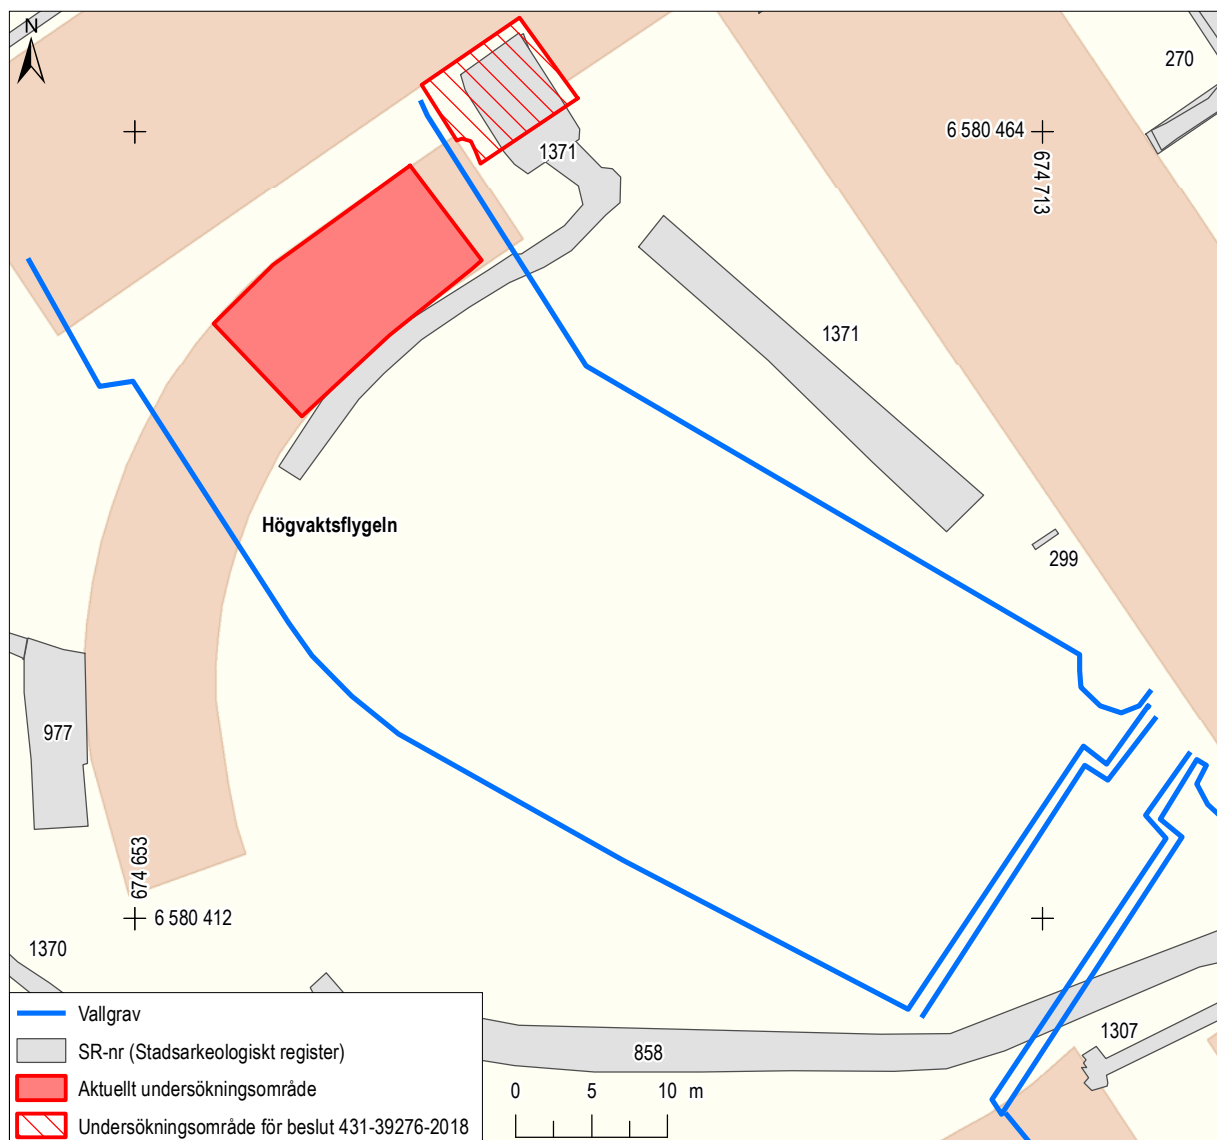 N
270
6 580 464
674 713
1371
1371
299
Högvaktsflygeln
977
674 653
6 580 412
1370
858
1307
Vallgrav
SR-nr (Stadsarkeologiskt register)
Aktuellt undersökningsområde
Undersökningsområde för beslut 431-39276-2018
0 5 10 m